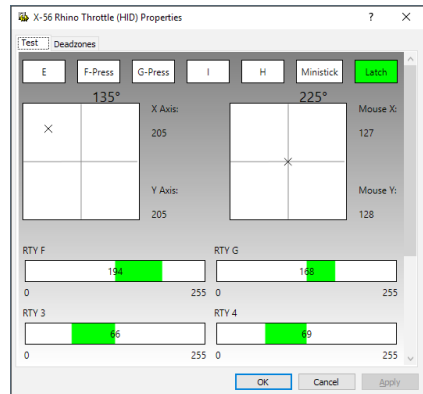 X-56 Rhino Throttle (HID) Properties ? ×
Test Deadzones
E F-Press G-Press I H Ministick Latch
135° 225°
X Axis: Mouse X:
205 127
Y Axis: Mouse Y:
205 128
RTY F RTY G
194 168
0 255 0 255
RTY 3 RTY 4
66 69
0 255 0 255
OK Cancel Apply